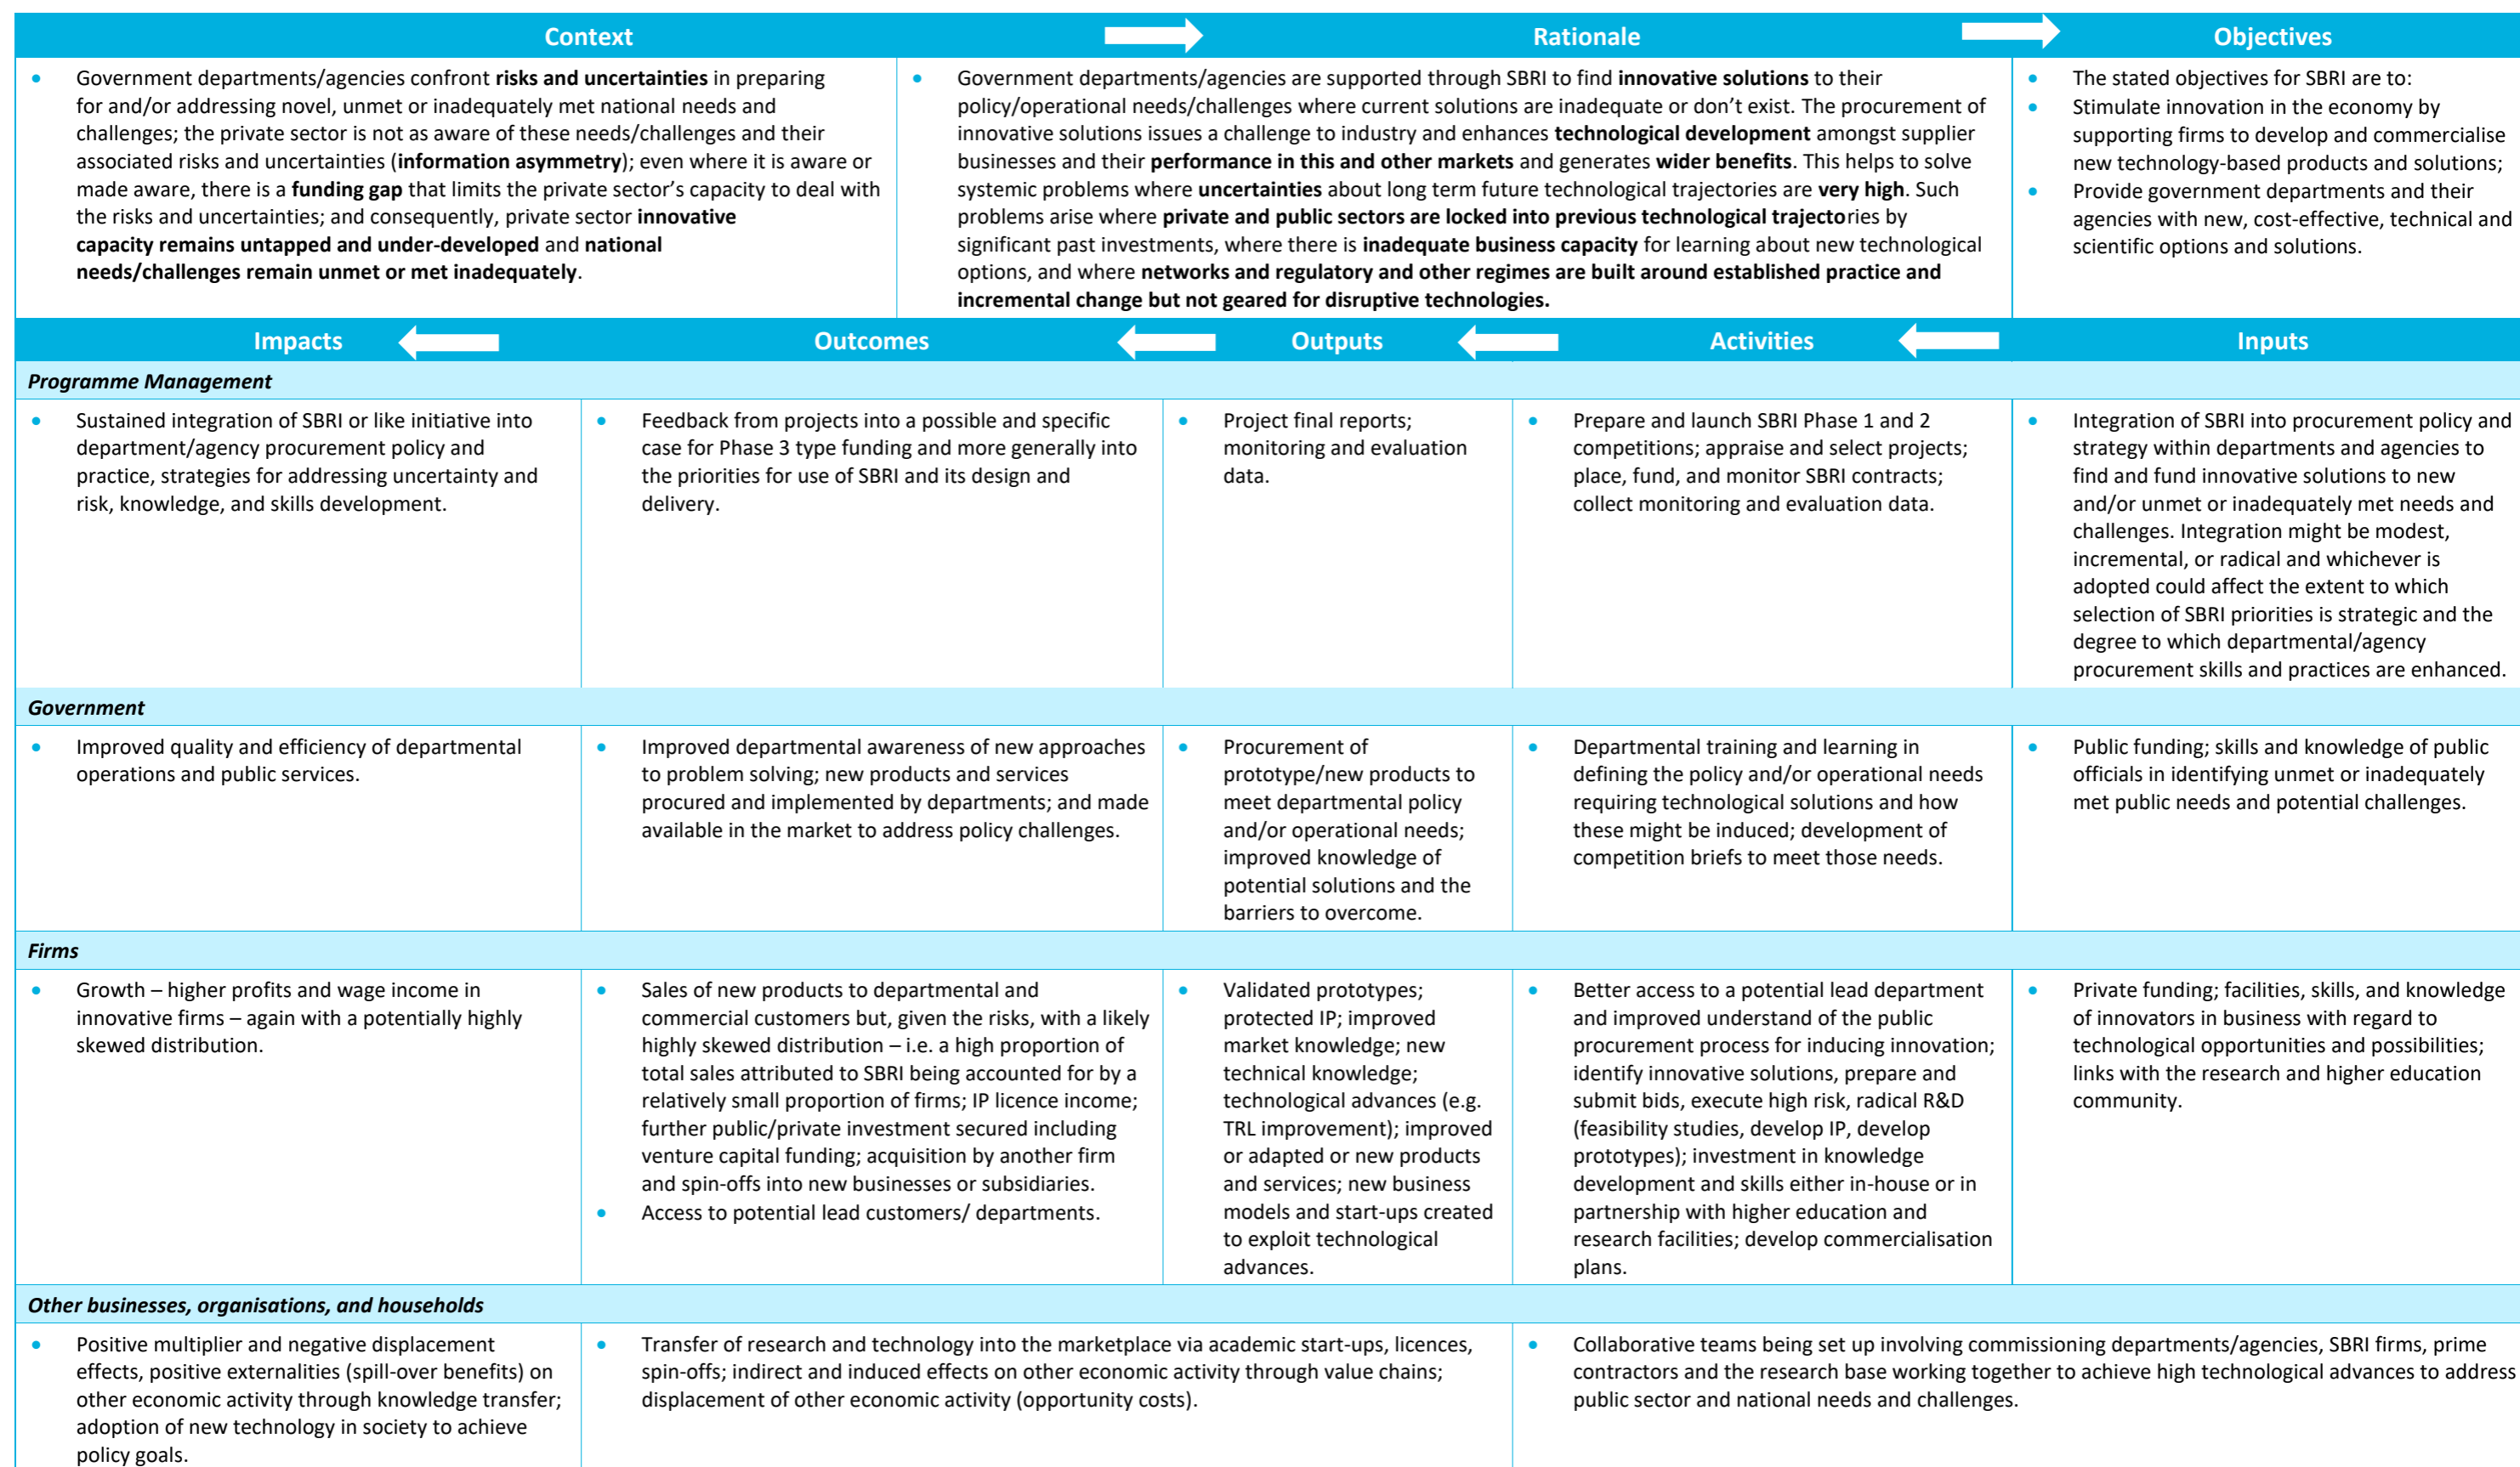 Context
Rationale
Objectives
• Government departments/agencies confront risks and uncertainties in preparing
for and/or addressing novel, unmet or inadequately met national needs and
challenges; the private sector is not as aware of these needs/challenges and their
associated risks and uncertainties (information asymmetry); even where it is aware or
made aware, there is a funding gap that limits the private sector's capacity to deal with
the risks and uncertainties; and consequently, private sector innovative
capacity remains untapped and under-developed and national
needs/challenges remain unmet or met inadequately.
• Government departments/agencies are supported through SBRI to find innovative solutions to their
policy/operational needs/challenges where current solutions are inadequate or don't exist. The procurement of
innovative solutions issues a challenge to industry and enhances technological development amongst supplier
businesses and their performance in this and other markets and generates wider benefits. This helps to solve
systemic problems where uncertainties about long term future technological trajectories are very high. Such
problems arise where private and public sectors are locked into previous technological trajectories by
significant past investments, where there is inadequate business capacity for learning about new technological
options, and where networks and regulatory and other regimes are built around established practice and
incremental change but not geared for disruptive technologies.
• The stated objectives for SBRI are to:
• Stimulate innovation in the economy by
supporting firms to develop and commercialise
new technology-based products and solutions;
• Provide government departments and their
agencies with new, cost-effective, technical and
scientific options and solutions.
Impacts
Outcomes
Outputs
Activities
Inputs
Programme Management
• Sustained integration of SBRI or like initiative into
department/agency procurement policy and
practice, strategies for addressing uncertainty and
risk, knowledge, and skills development.
• Feedback from projects into a possible and specific
case for Phase 3 type funding and more generally into
the priorities for use of SBRI and its design and
delivery.
• Project final reports;
monitoring and evaluation
data.
• Prepare and launch SBRI Phase 1 and 2
competitions; appraise and select projects;
place, fund, and monitor SBRI contracts;
collect monitoring and evaluation data.
• Integration of SBRI into procurement policy and
strategy within departments and agencies to
find and fund innovative solutions to new
and/or unmet or inadequately met needs and
challenges. Integration might be modest,
incremental, or radical and whichever is
adopted could affect the extent to which
selection of SBRI priorities is strategic and the
degree to which departmental/agency
procurement skills and practices are enhanced.
Government
• Improved quality and efficiency of departmental
operations and public services.
• Improved departmental awareness of new approaches
to problem solving; new products and services
procured and implemented by departments; and made
available in the market to address policy challenges.
• Procurement of
prototype/new products to
meet departmental policy
and/or operational needs;
improved knowledge of
potential solutions and the
barriers to overcome.
• Departmental training and learning in
defining the policy and/or operational needs
requiring technological solutions and how
these might be induced; development of
competition briefs to meet those needs.
• Public funding; skills and knowledge of public
officials in identifying unmet or inadequately
met public needs and potential challenges.
Firms
• Growth – higher profits and wage income in
innovative firms – again with a potentially highly
skewed distribution.
• Sales of new products to departmental and
commercial customers but, given the risks, with a likely
highly skewed distribution – i.e. a high proportion of
total sales attributed to SBRI being accounted for by a
relatively small proportion of firms; IP licence income;
further public/private investment secured including
venture capital funding; acquisition by another firm
and spin-offs into new businesses or subsidiaries.
• Access to potential lead customers/ departments.
• Validated prototypes;
protected IP; improved
market knowledge; new
technical knowledge;
technological advances (e.g.
TRL improvement); improved
or adapted or new products
and services; new business
models and start-ups created
to exploit technological
advances.
• Better access to a potential lead department
and improved understand of the public
procurement process for inducing innovation;
identify innovative solutions, prepare and
submit bids, execute high risk, radical R&D
(feasibility studies, develop IP, develop
prototypes); investment in knowledge
development and skills either in-house or in
partnership with higher education and
research facilities; develop commercialisation
plans.
• Private funding; facilities, skills, and knowledge
of innovators in business with regard to
technological opportunities and possibilities;
links with the research and higher education
community.
Other businesses, organisations, and households
• Positive multiplier and negative displacement
effects, positive externalities (spill-over benefits) on
other economic activity through knowledge transfer;
adoption of new technology in society to achieve
policy goals.
• Transfer of research and technology into the marketplace via academic start-ups, licences,
spin-offs; indirect and induced effects on other economic activity through value chains;
displacement of other economic activity (opportunity costs).
• Collaborative teams being set up involving commissioning departments/agencies, SBRI firms, prime
contractors and the research base working together to achieve high technological advances to address
public sector and national needs and challenges.